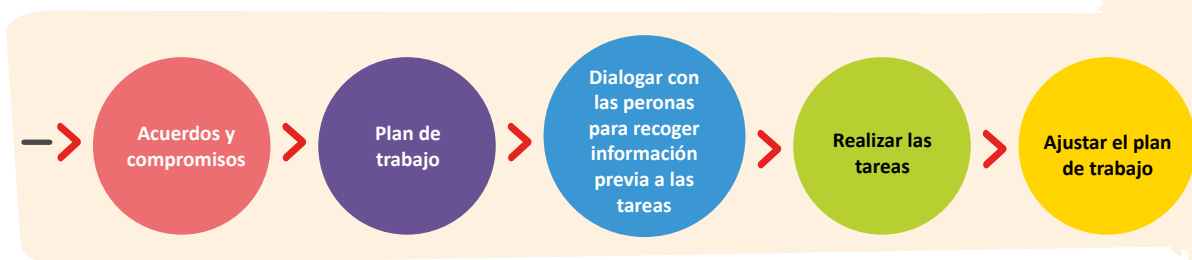 Acuerdos y
compromisos
Plan de
trabajo
Dialogar con
las peronas
para recoger
información
previa a las
tareas
Realizar las
tareas
Ajustar el plan
de trabajo